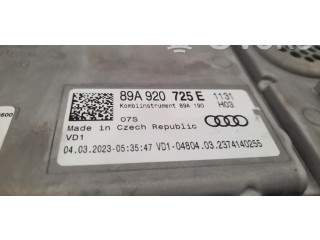 89A 920 725 E 1131
Kombiinstrument 89A 190 H03
07S
Made in Czech Republic
VD1
04.03.2023-05:35:47 VD1-04804.03.2374140255